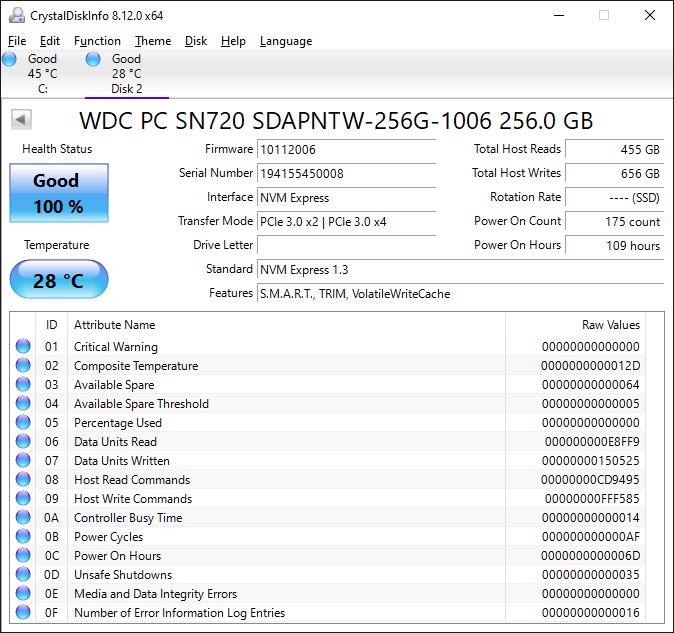 CrystalDiskInfo 8.12.0 x64
File Edit Function Theme Disk Help Language
Good Good
45 °C 28 °C
C: Disk 2
WDC PC SN720 SDAPNTW-256G-1006 256.0 GB
Health Status
Good
100 %
Temperature
28 °C
Firmware 10112006
Serial Number 194155450008
Interface NVM Express
Transfer Mode PCIe 3.0 x2 | PCIe 3.0 x4
Drive Letter
Standard NVM Express 1.3
Features S.M.A.R.T., TRIM, VolatileWriteCache
Total Host Reads 455 GB
Total Host Writes 656 GB
Rotation Rate ---- (SSD)
Power On Count 175 count
Power On Hours 109 hours
ID Attribute Name Raw Values
01 Critical Warning 00000000000000
02 Composite Temperature 0000000000012D
03 Available Spare 00000000000064
04 Available Spare Threshold 00000000000005
05 Percentage Used 00000000000000
06 Data Units Read 000000000E8FF9
07 Data Units Written 00000000150525
08 Host Read Commands 00000000CD9495
09 Host Write Commands 00000000FFF585
0A Controller Busy Time 00000000000014
0B Power Cycles 000000000000AF
0C Power On Hours 0000000000006D
0D Unsafe Shutdowns 00000000000035
0E Media and Data Integrity Errors 00000000000000
0F Number of Error Information Log Entries 00000000000016